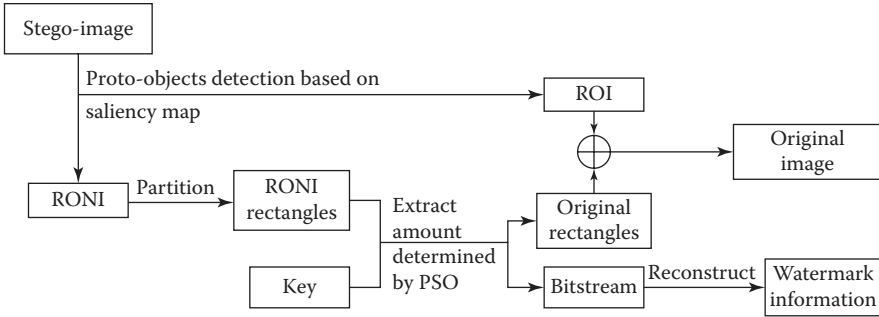 Stego-image
Proto-objects detection based on
saliency map
ROI
Original
image
RONI
Partition
RONI
rectangles
Extract
amount
determined
by PSO
Original
rectangles
Key
Bitstream
Reconstruct
Watermark
information